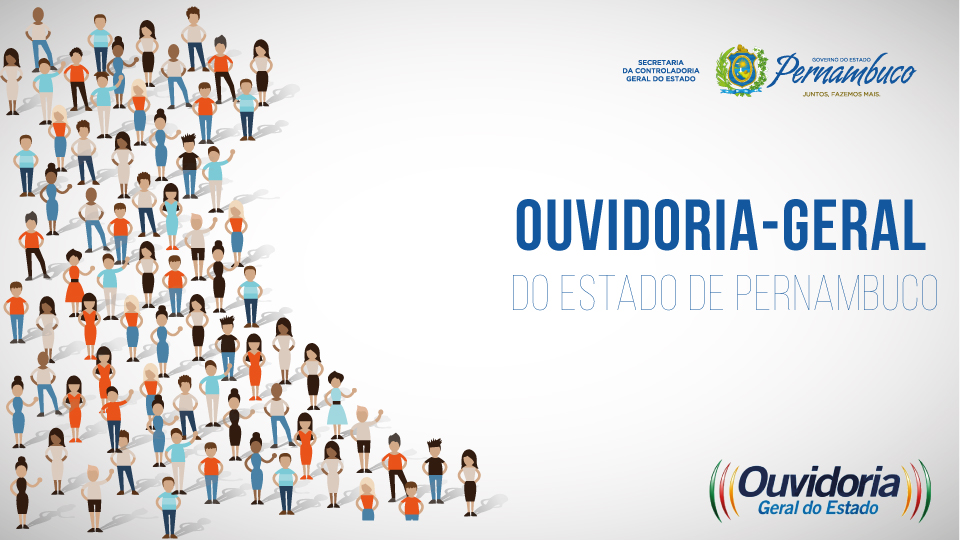 SECRETARIA
DA CONTROLADORIA
GERAL DO ESTADO
GOVERNO DO ESTADO
Pernambuco
JUNTOS, FAZEMOS MAIS.
OUVIDORIA-GERAL
DO ESTADO DE PERNAMBUCO
Ouvidoria
Geral do Estado